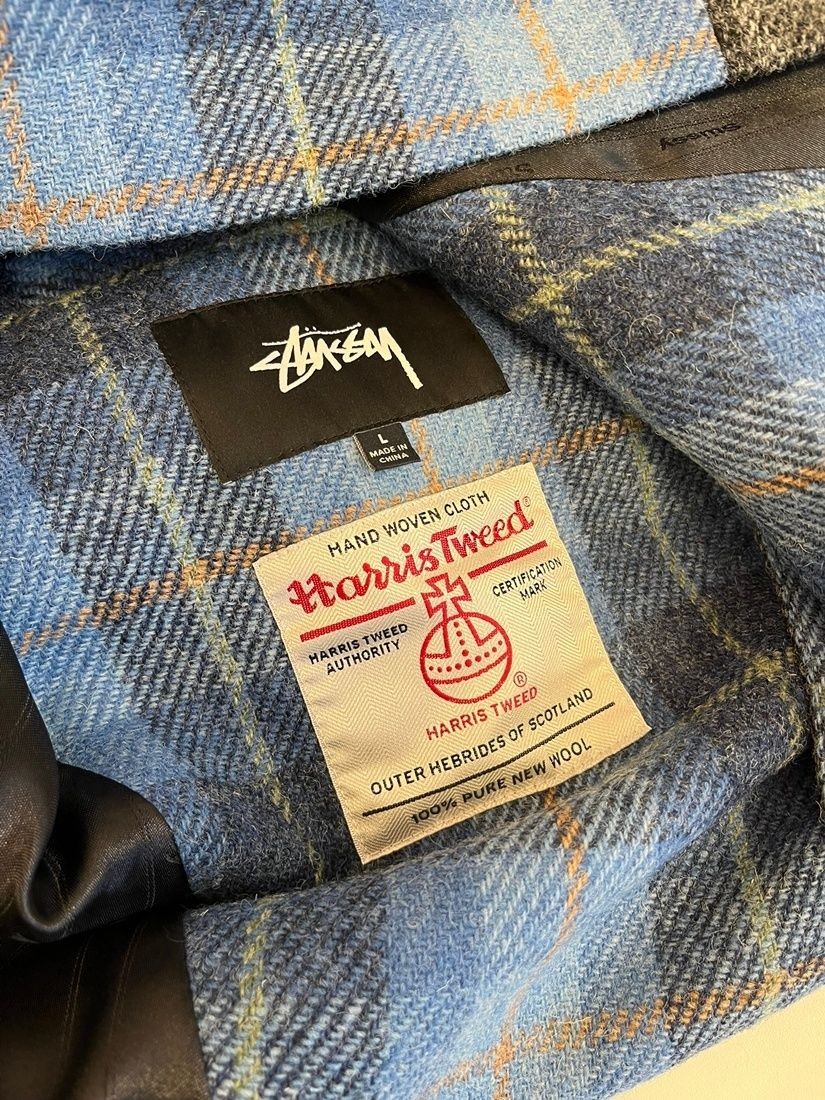 Stüssy
L
MADE IN
CHINA
HAND WOVEN CLOTH
Harris Tweed®
HARRIS TWEED
AUTHORITY
CERTIFICATION
MARK
®
HARRIS TWEED
OUTER HEBRIDES OF SCOTLAND
100% PURE NEW WOOL